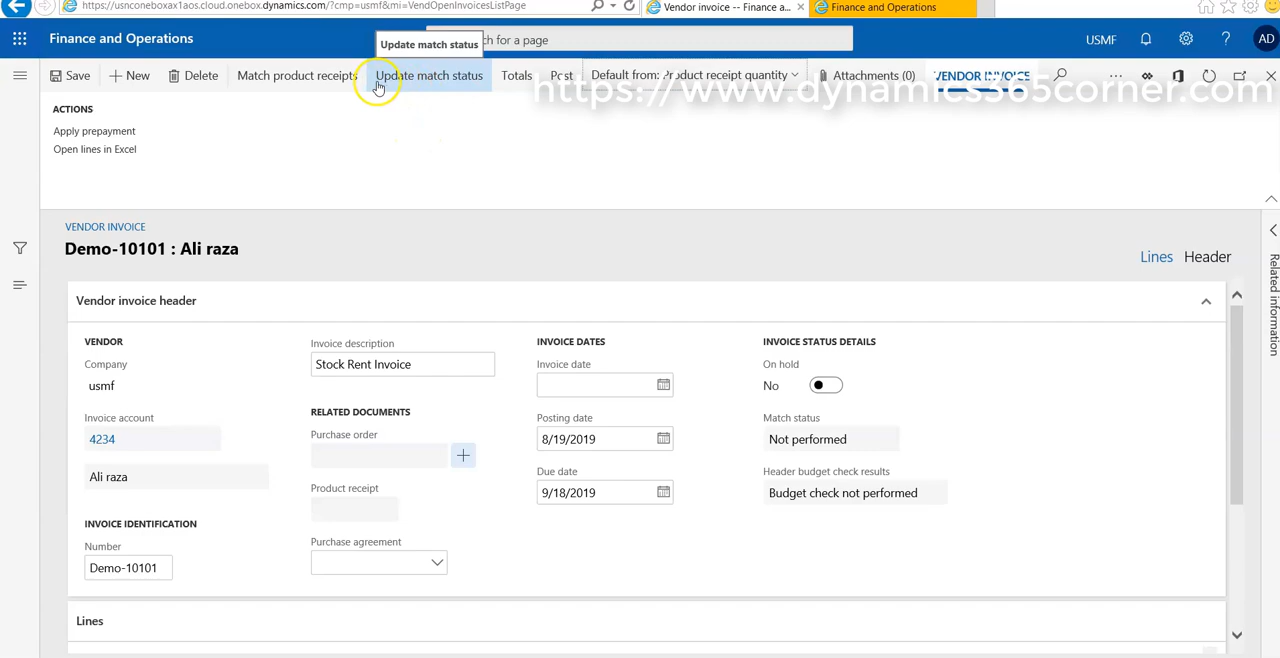 https://usnconeboxax1aos.cloud.onebox.dynamics.com/?cmp=usmf&mi=VendOpenInvoicesListPage
Vendor invoice -- Finance a...
Finance and Operations
Finance and Operations
Update match status
ch for a page
USMF
AD
Save
New
Delete
Match product receipts
Update match status
Totals
Post
Default from: Product receipt quantity
Attachments (0)
VENDOR INVOICE
https://www.dynamics365corner.com
ACTIONS
Apply prepayment
Open lines in Excel
VENDOR INVOICE
Demo-10101 : Ali raza
Lines
Header
Related information
Vendor invoice header
VENDOR
Company
usmf
Invoice account
4234
Ali raza
INVOICE IDENTIFICATION
Number
Demo-10101
Invoice description
Stock Rent Invoice
RELATED DOCUMENTS
Purchase order
Product receipt
Purchase agreement
INVOICE DATES
Invoice date
Posting date
8/19/2019
Due date
9/18/2019
INVOICE STATUS DETAILS
On hold
No
Match status
Not performed
Header budget check results
Budget check not performed
Lines